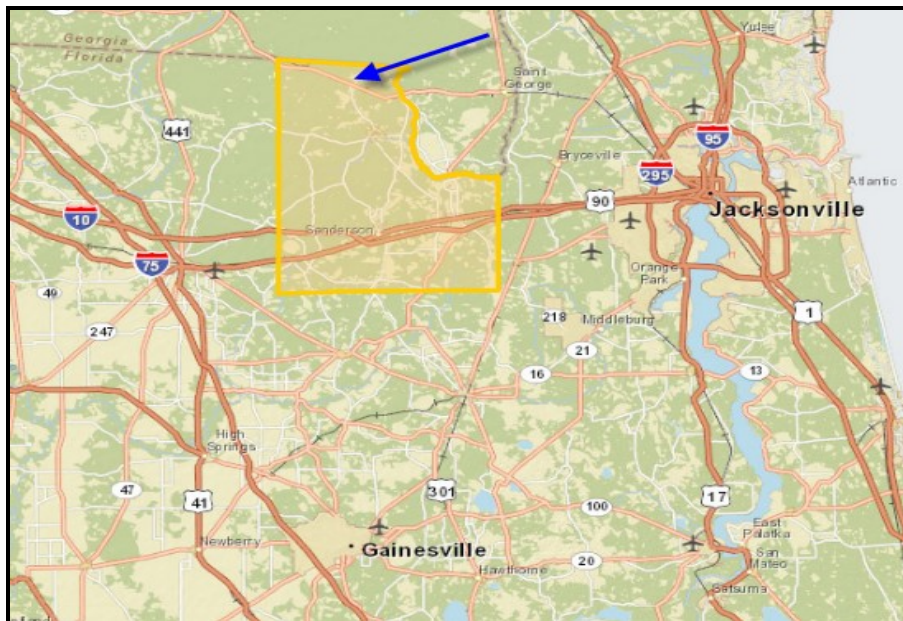 Georgia
Florida
Yulee
Saint
George
441
95
Bryceville
295
Atlantic
90
10
Jacksonville
Sanderson
75
Orange
Park
49
218
Middleburg
1
247
21
16
13
High
Springs
47
301
41
17
100
East
Palatka
Newberry
Gainesville
20
San
Mateo
Hawthorne
Satsuma